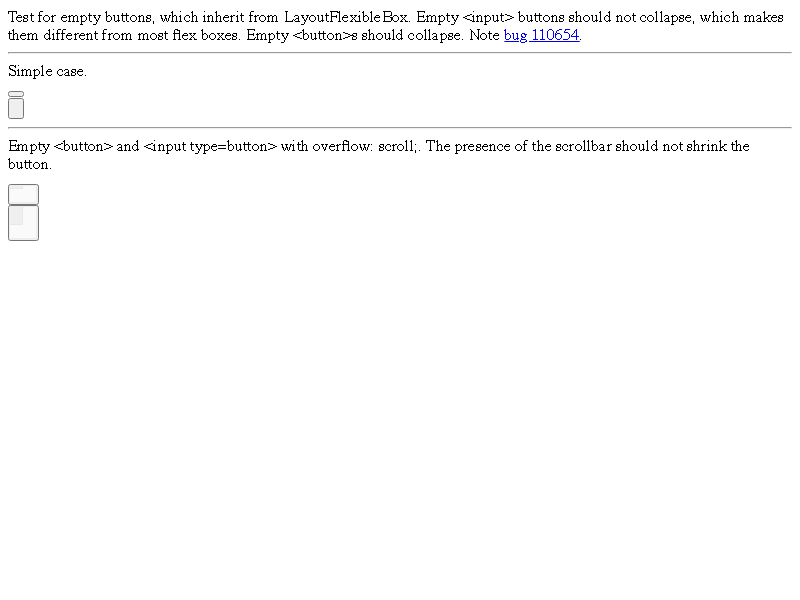 Test for empty buttons, which inherit from LayoutFlexibleBox. Empty <input> buttons should not collapse, which makes
them different from most flex boxes. Empty <button>s should collapse. Note bug 110654.
Simple case.
Empty <button> and <input type=button> with overflow: scroll;. The presence of the scrollbar should not shrink the
button.